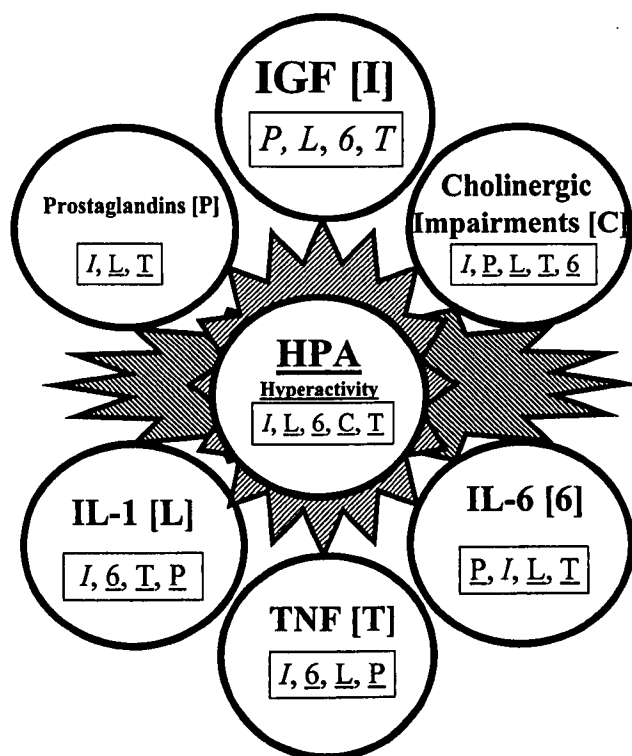 IGF [I]
P, L, 6, T
Prostaglandins [P]
I, L, T
Cholinergic
Impairments [C]
I, P, L, T, 6
HPA
Hyperactivity
I, L, 6, C, T
IL-1 [L]
I, 6, T, P
IL-6 [6]
P, I, L, T
TNF [T]
I, 6, L, P